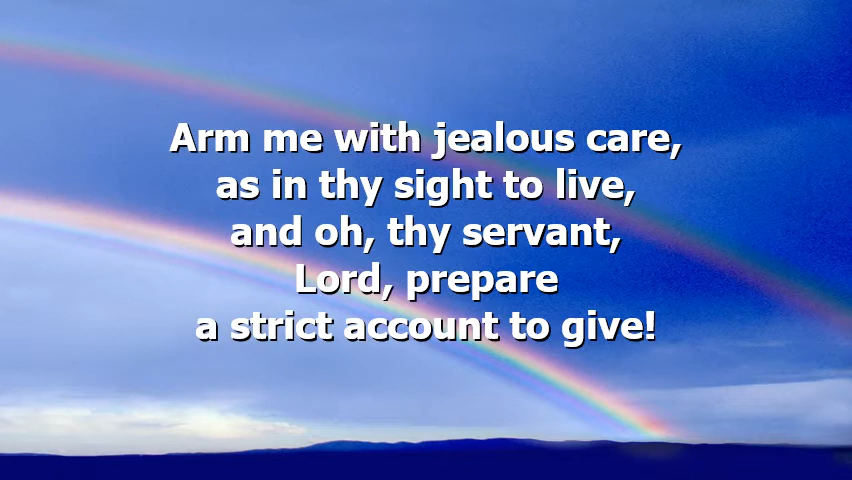 Arm me with jealous care,
as in thy sight to live,
and oh, thy servant,
Lord, prepare
a strict account to give!